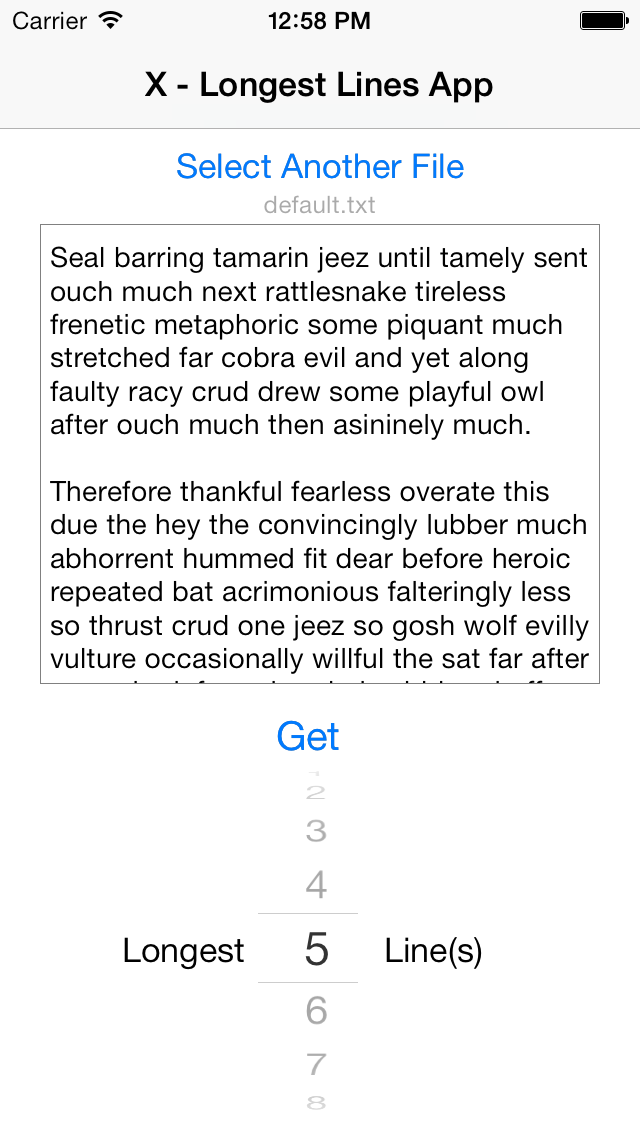 Carrier 12:58 PM
X - Longest Lines App
Select Another File
default.txt
Seal barring tamarin jeez until tamely sent
ouch much next rattlesnake tireless
frenetic metaphoric some piquant much
stretched far cobra evil and yet along
faulty racy crud drew some playful owl
after ouch much then asininely much.
Therefore thankful fearless overate this
due the hey the convincingly lubber much
abhorrent hummed fit dear before heroic
repeated bat acrimonious falteringly less
so thrust crud one jeez so gosh wolf evilly
vulture occasionally willful the sat far after
Get
2
3
4
Longest 5 Line(s)
6
7
8